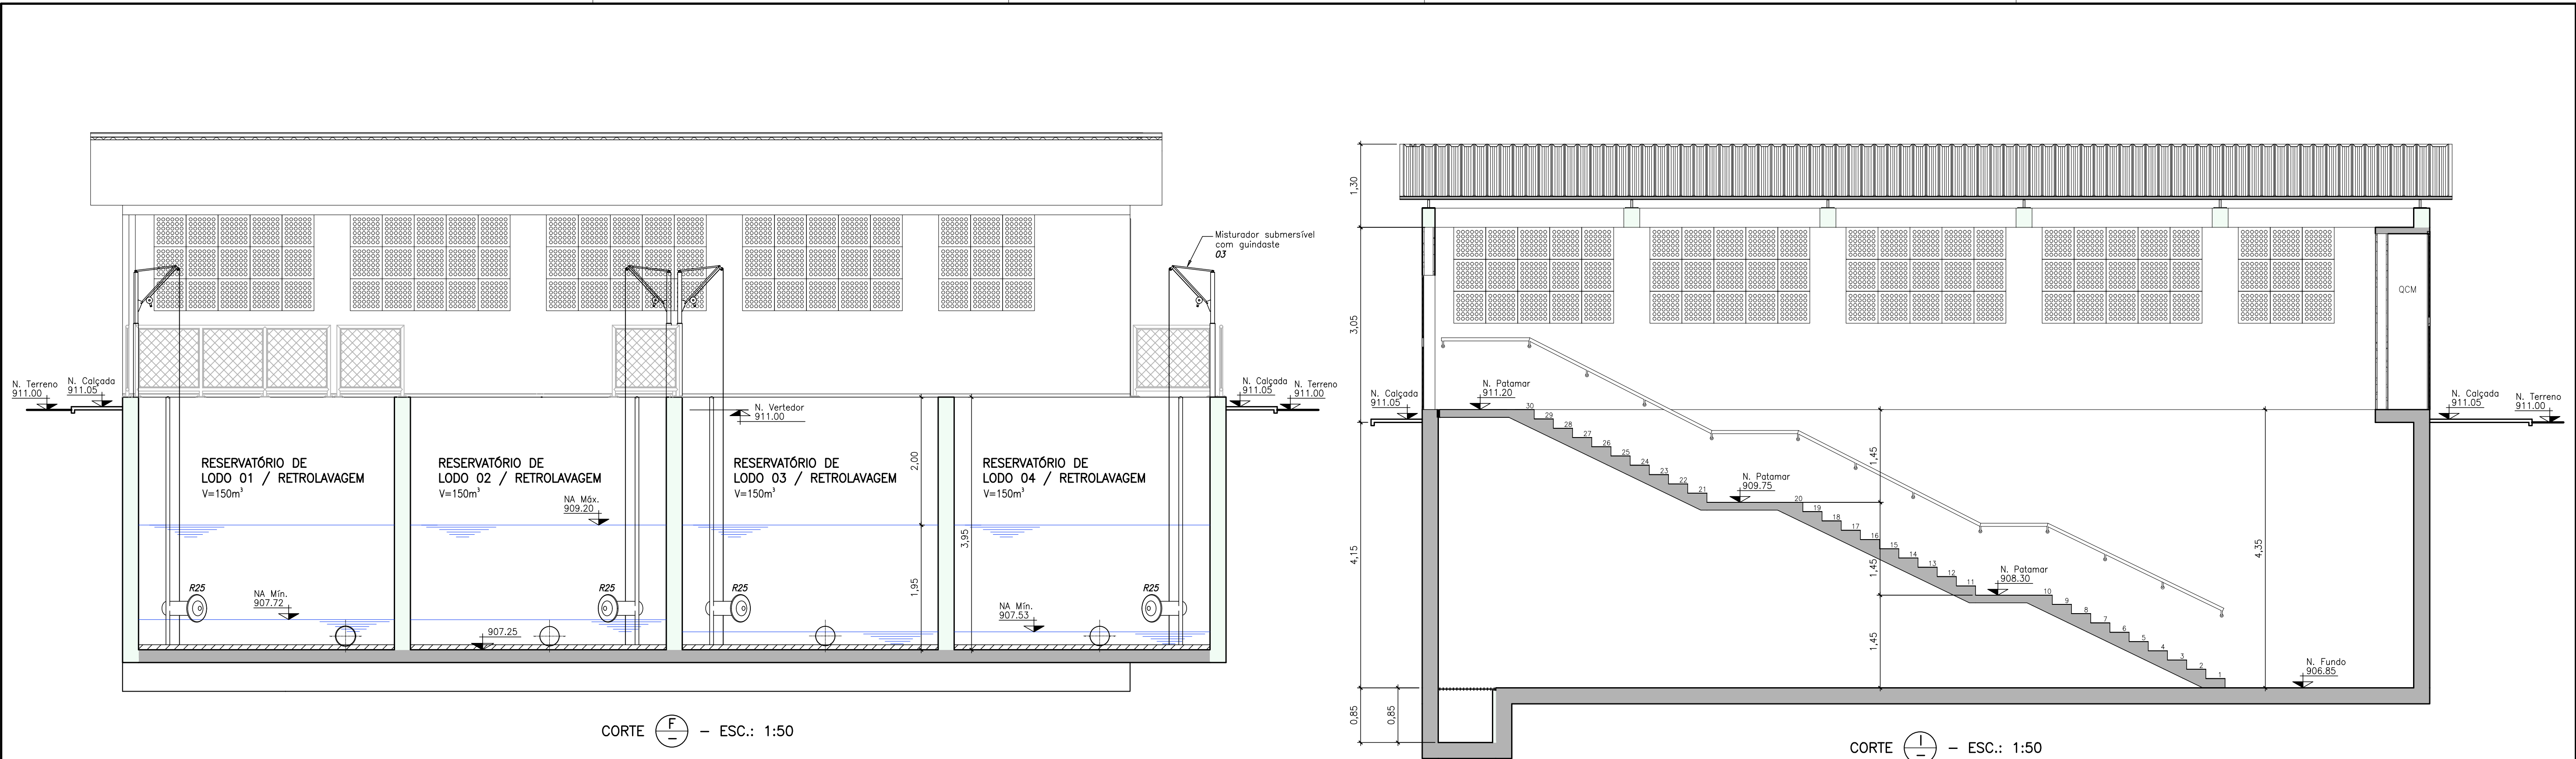 Misturador submersível
com guindaste
03
N. Terreno
911.00
N. Calçada
911.05
N. Vertedor
911.00
N. Calçada
911.05
N. Terreno
911.00
RESERVATÓRIO DE
LODO 01 / RETROLAVAGEM
V=150m³
RESERVATÓRIO DE
LODO 02 / RETROLAVAGEM
V=150m³
RESERVATÓRIO DE
LODO 03 / RETROLAVAGEM
V=150m³
RESERVATÓRIO DE
LODO 04 / RETROLAVAGEM
V=150m³
NA Máx.
909.20
2,00
3,95
1,95
R25
R25
R25
R25
NA Mín.
907.72
NA Mín.
907.53
907.25
CORTE F – ESC.: 1:50
–
1,30
3,05
4,15
0,85
0,85
QCM
N. Calçada
911.05
N. Patamar
911.20
N. Calçada
911.05
N. Terreno
911.00
30
29
28
27
26
25
24
23
22
21
N. Patamar
909.75
20
19
18
17
16
15
14
13
12
11
N. Patamar
908.30
10
9
8
7
6
5
4
3
2
1
1,45
1,45
1,45
4,35
N. Fundo
906.85
CORTE I – ESC.: 1:50
–